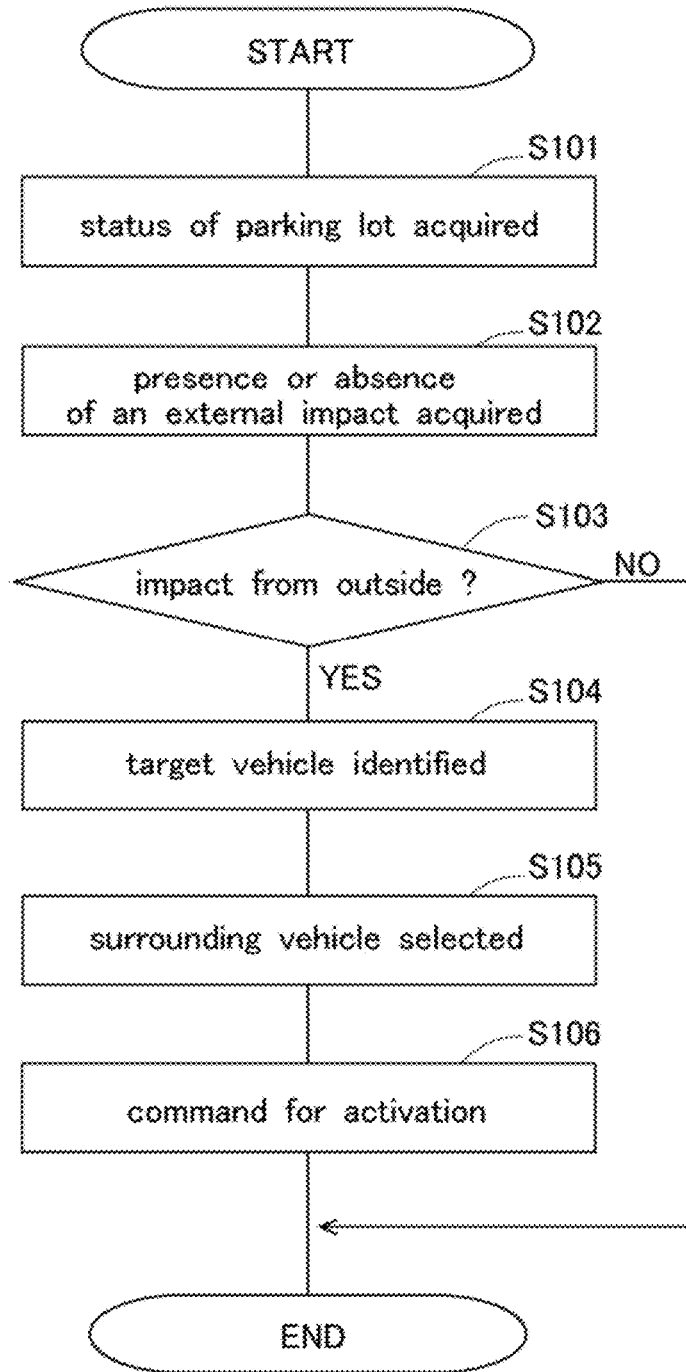 START
S101
status of parking lot acquired
S102
presence or absence
of an external impact acquired
S103
impact from outside ?
NO
YES
S104
target vehicle identified
S105
surrounding vehicle selected
S106
command for activation
END